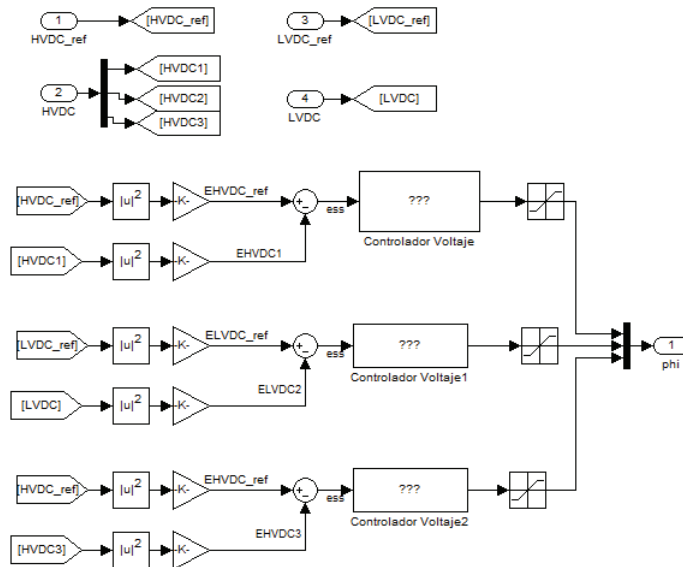 1
HVDC_ref
[HVDC_ref]
3
LVDC_ref
[LVDC_ref]
2
HVDC
[HVDC1]
[HVDC2]
[HVDC3]
4
LVDC
[LVDC]
[HVDC_ref]
|u|²
-K-
EHVDC_ref
+
−
ess
???
Controlador Voltaje
[HVDC1]
|u|²
-K-
EHVDC1
[LVDC_ref]
|u|²
-K-
ELVDC_ref
+
−
ess
???
Controlador Voltaje1
[LVDC]
|u|²
-K-
ELVDC2
1
phi
[HVDC_ref]
|u|²
-K-
EHVDC_ref
+
−
ess
???
Controlador Voltaje2
[HVDC3]
|u|²
-K-
EHVDC3